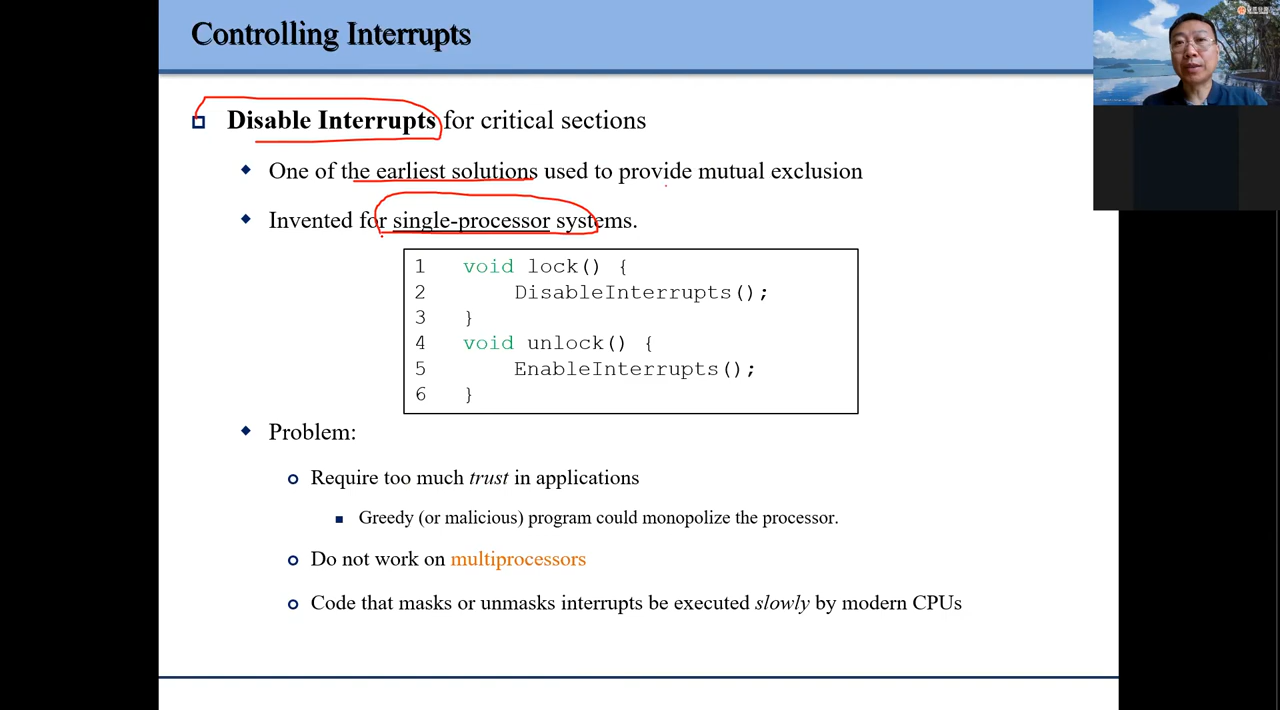 Controlling Interrupts
Disable Interrupts for critical sections
One of the earliest solutions used to provide mutual exclusion
Invented for single-processor systems.
1 void lock() {
2 DisableInterrupts();
3 }
4 void unlock() {
5 EnableInterrupts();
6 }
Problem:
Require too much trust in applications
Greedy (or malicious) program could monopolize the processor.
Do not work on multiprocessors
Code that masks or unmasks interrupts be executed slowly by modern CPUs